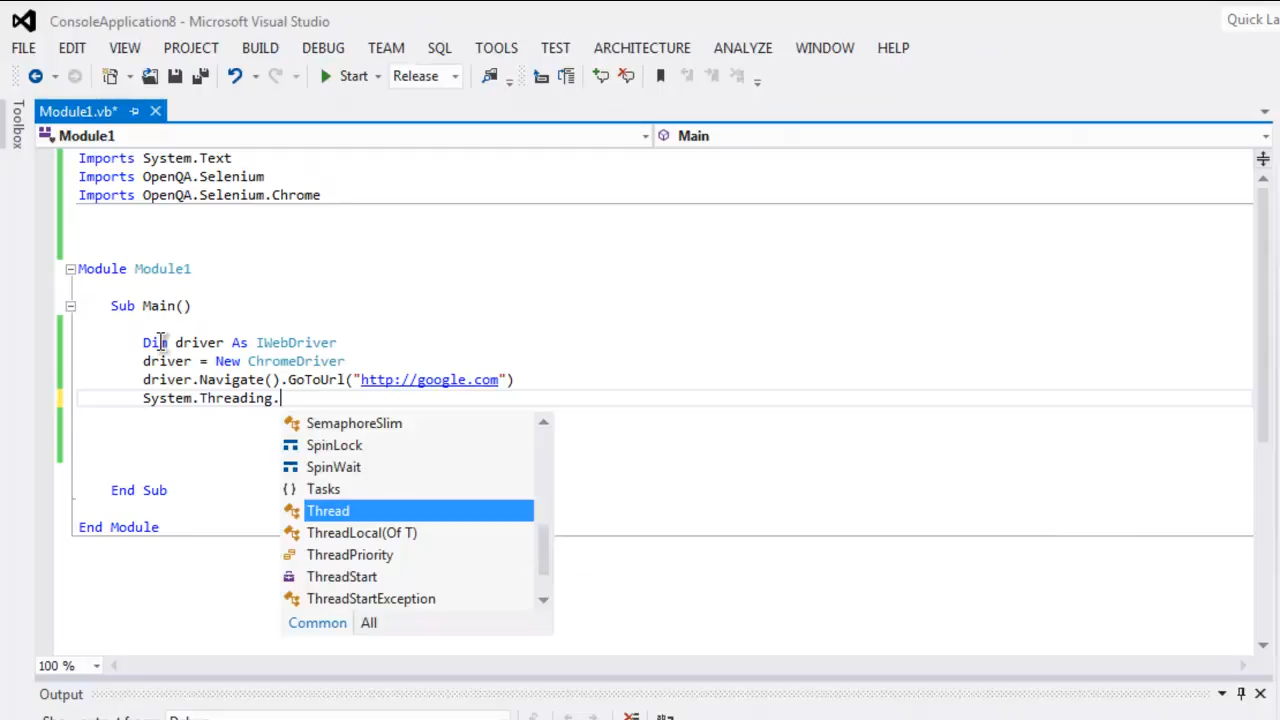 ConsoleApplication8 - Microsoft Visual Studio
Quick La
FILE EDIT VIEW PROJECT BUILD DEBUG TEAM SQL TOOLS TEST ARCHITECTURE ANALYZE WINDOW HELP
Start Release
Toolbox
Module1.vb*
Module1 Main
Imports System.Text
Imports OpenQA.Selenium
Imports OpenQA.Selenium.Chrome
Module Module1
Sub Main()
Dim driver As IWebDriver
driver = New ChromeDriver
driver.Navigate().GoToUrl("http://google.com")
System.Threading.
SemaphoreSlim
SpinLock
SpinWait
{} Tasks
Thread
ThreadLocal(Of T)
ThreadPriority
ThreadStart
ThreadStartException
Common All
End Sub
End Module
100 %
Output